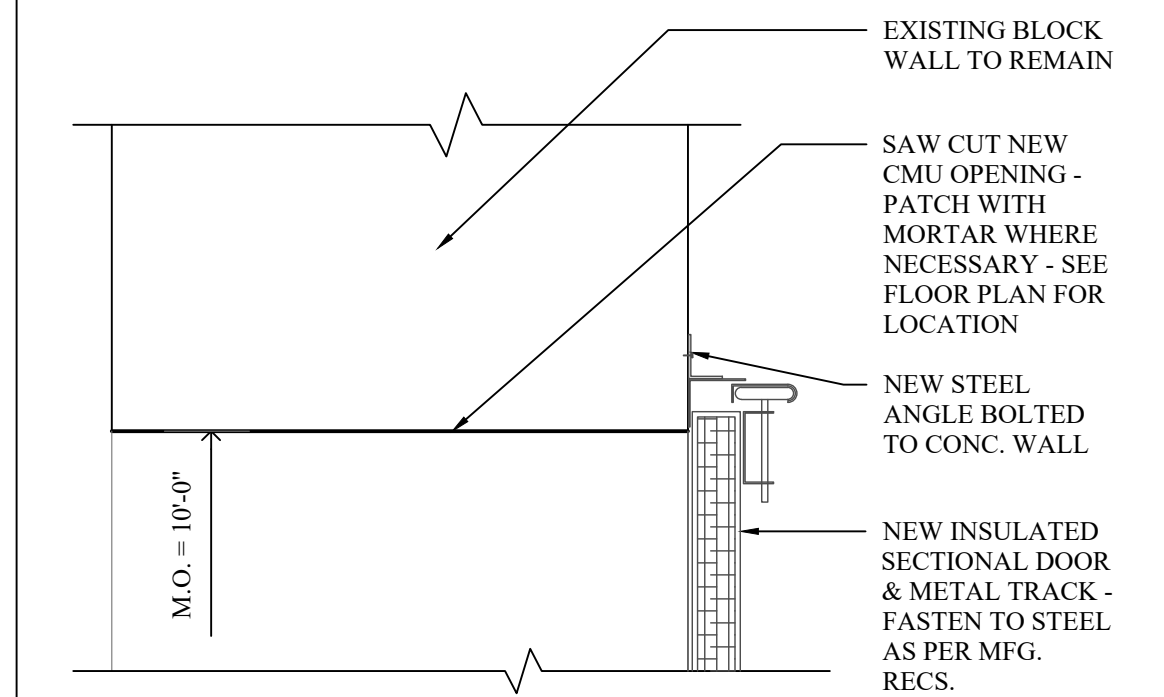 EXISTING BLOCK
WALL TO REMAIN
SAW CUT NEW
CMU OPENING -
PATCH WITH
MORTAR WHERE
NECESSARY - SEE
FLOOR PLAN FOR
LOCATION
NEW STEEL
ANGLE BOLTED
TO CONC. WALL
M.O. = 10'-0"
NEW INSULATED
SECTIONAL DOOR
& METAL TRACK -
FASTEN TO STEEL
AS PER MFG.
RECS.